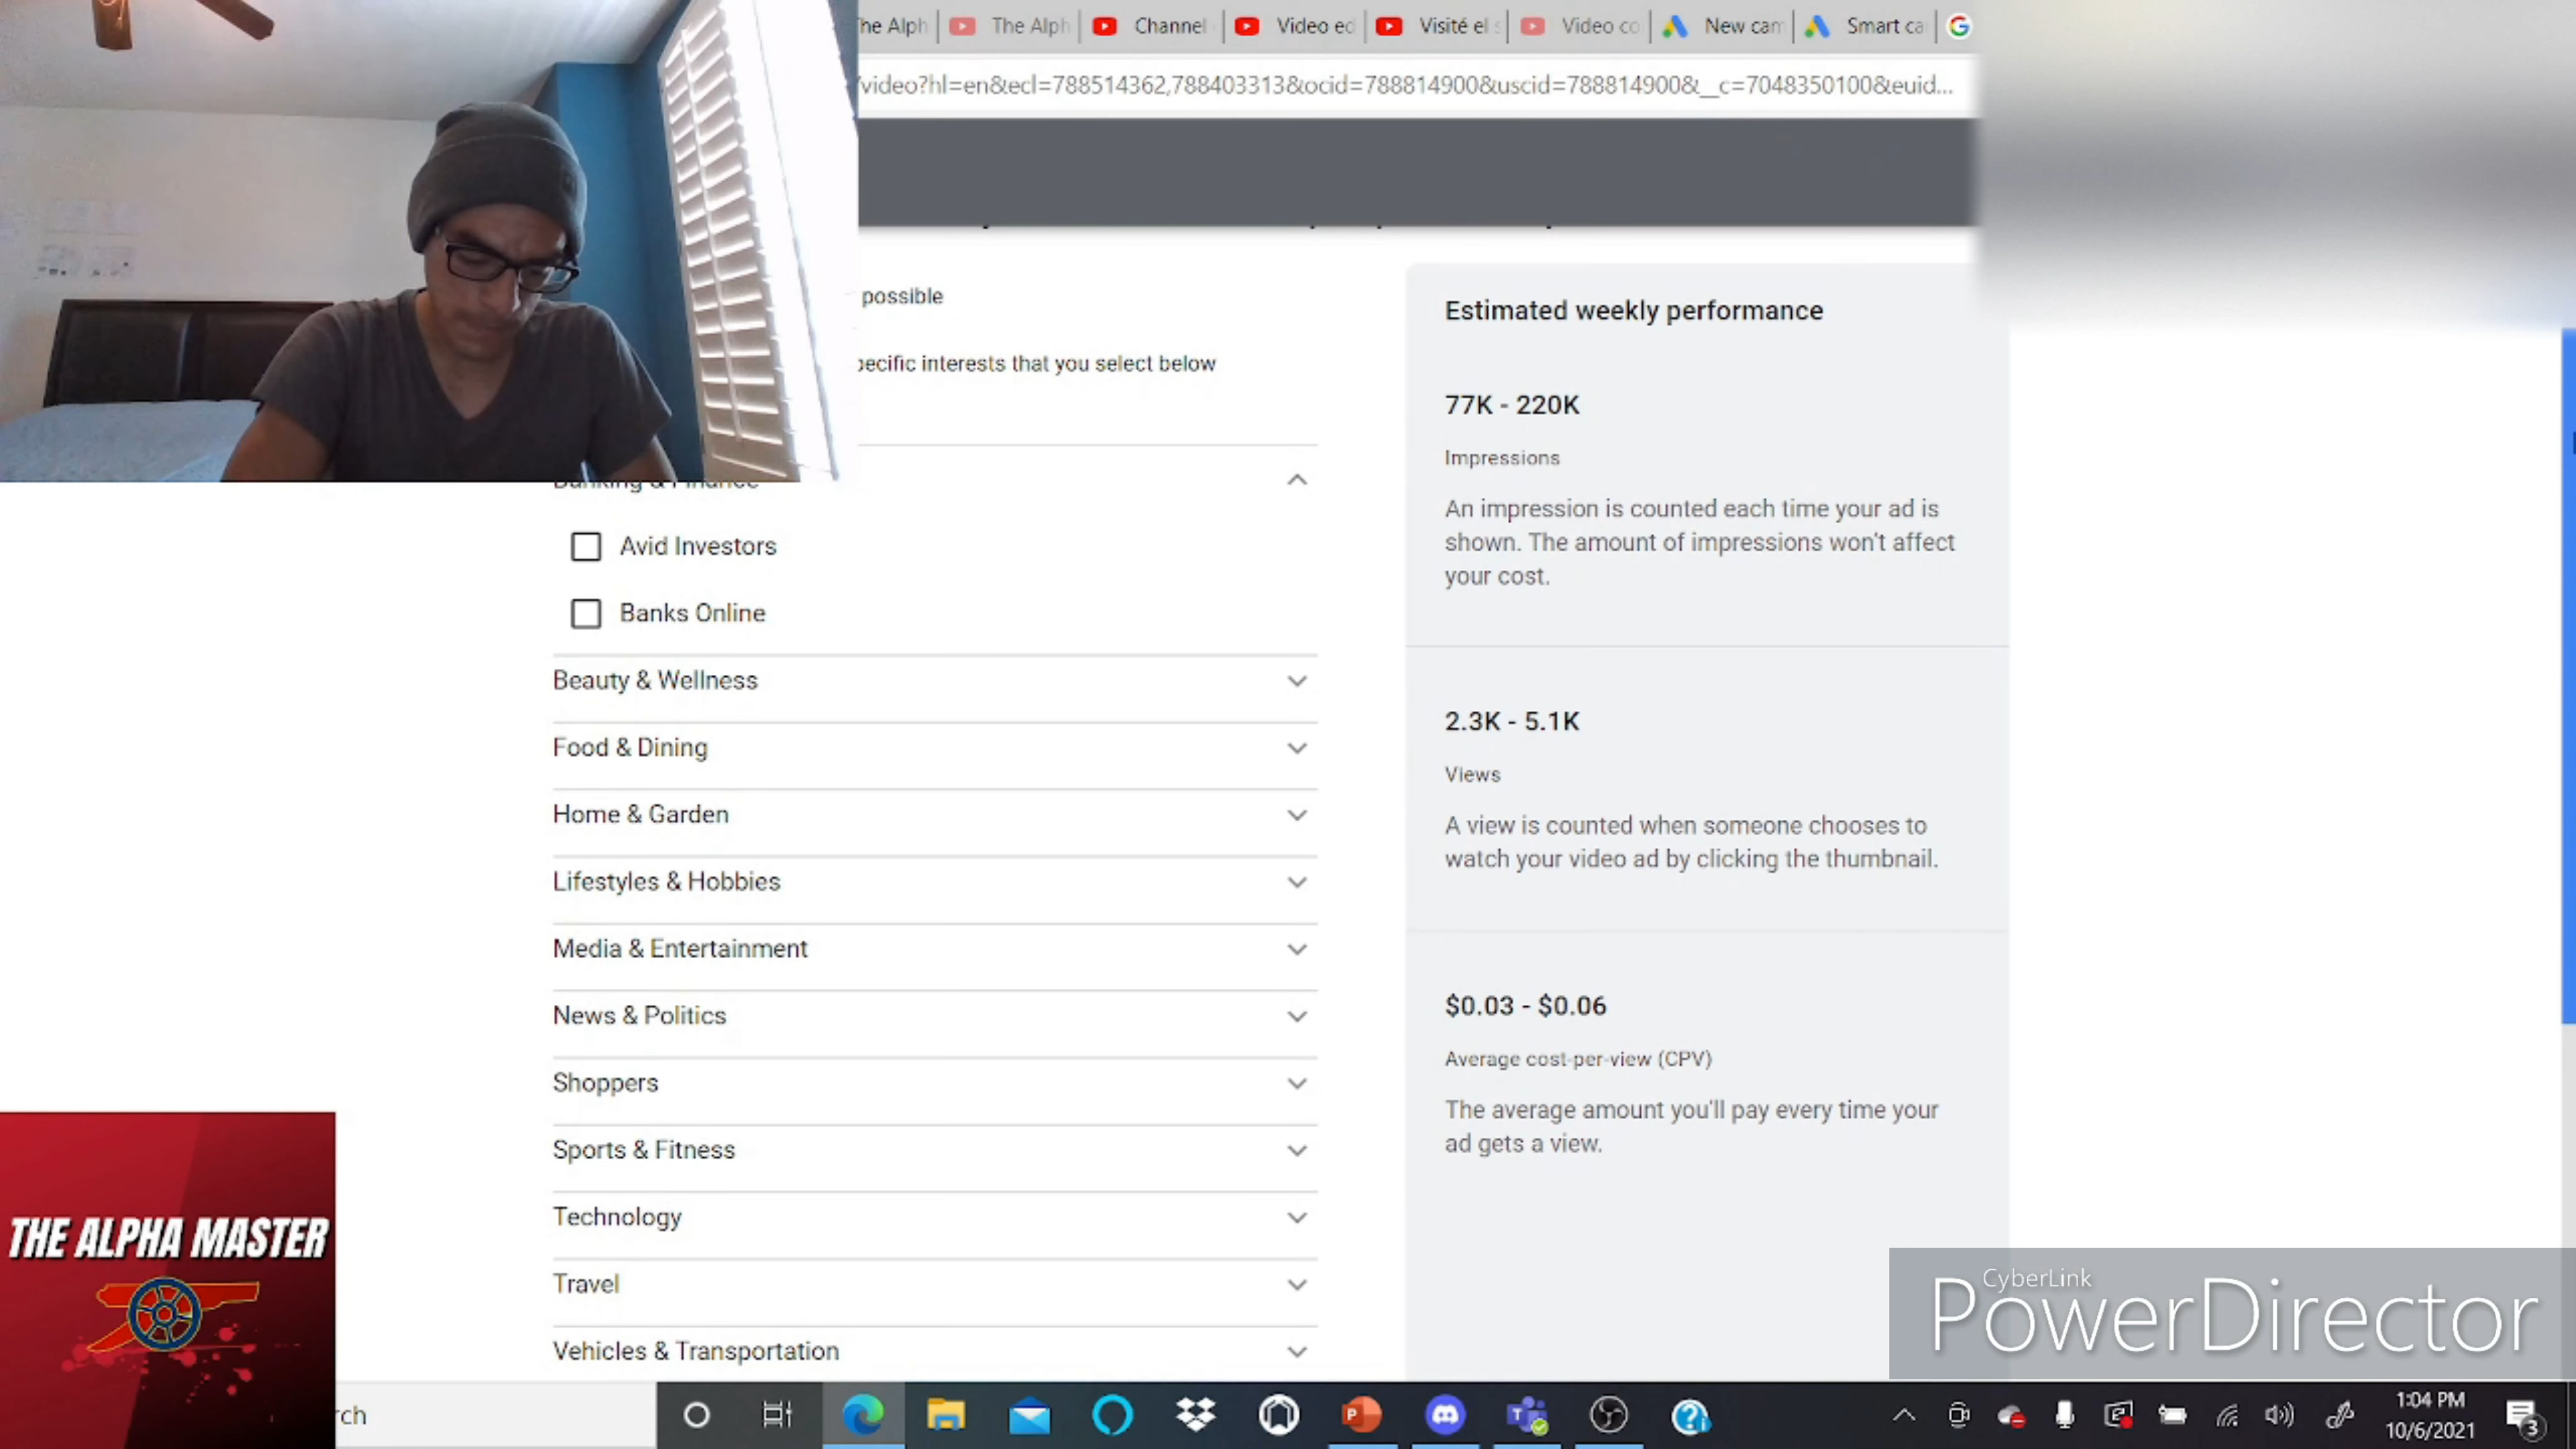 he Alph
The Alph
Channel
Video ed
Visité el s
Video co
New cam
Smart ca
/video?hl=en&ecl=788514362,788403313&ocid=788814900&uscid=788814900&__c=7048350100&euid...
possible
pecific interests that you select below
Banking & Finance
Avid Investors
Banks Online
Beauty & Wellness
Food & Dining
Home & Garden
Lifestyles & Hobbies
Media & Entertainment
News & Politics
Shoppers
Sports & Fitness
Technology
Travel
Vehicles & Transportation
Estimated weekly performance
77K - 220K
Impressions
An impression is counted each time your ad is
shown. The amount of impressions won't affect
your cost.
2.3K - 5.1K
Views
A view is counted when someone chooses to
watch your video ad by clicking the thumbnail.
$0.03 - $0.06
Average cost-per-view (CPV)
The average amount you'll pay every time your
ad gets a view.
THE ALPHA MASTER
CyberLink
PowerDirector
rch
1:04 PM
10/6/2021
3